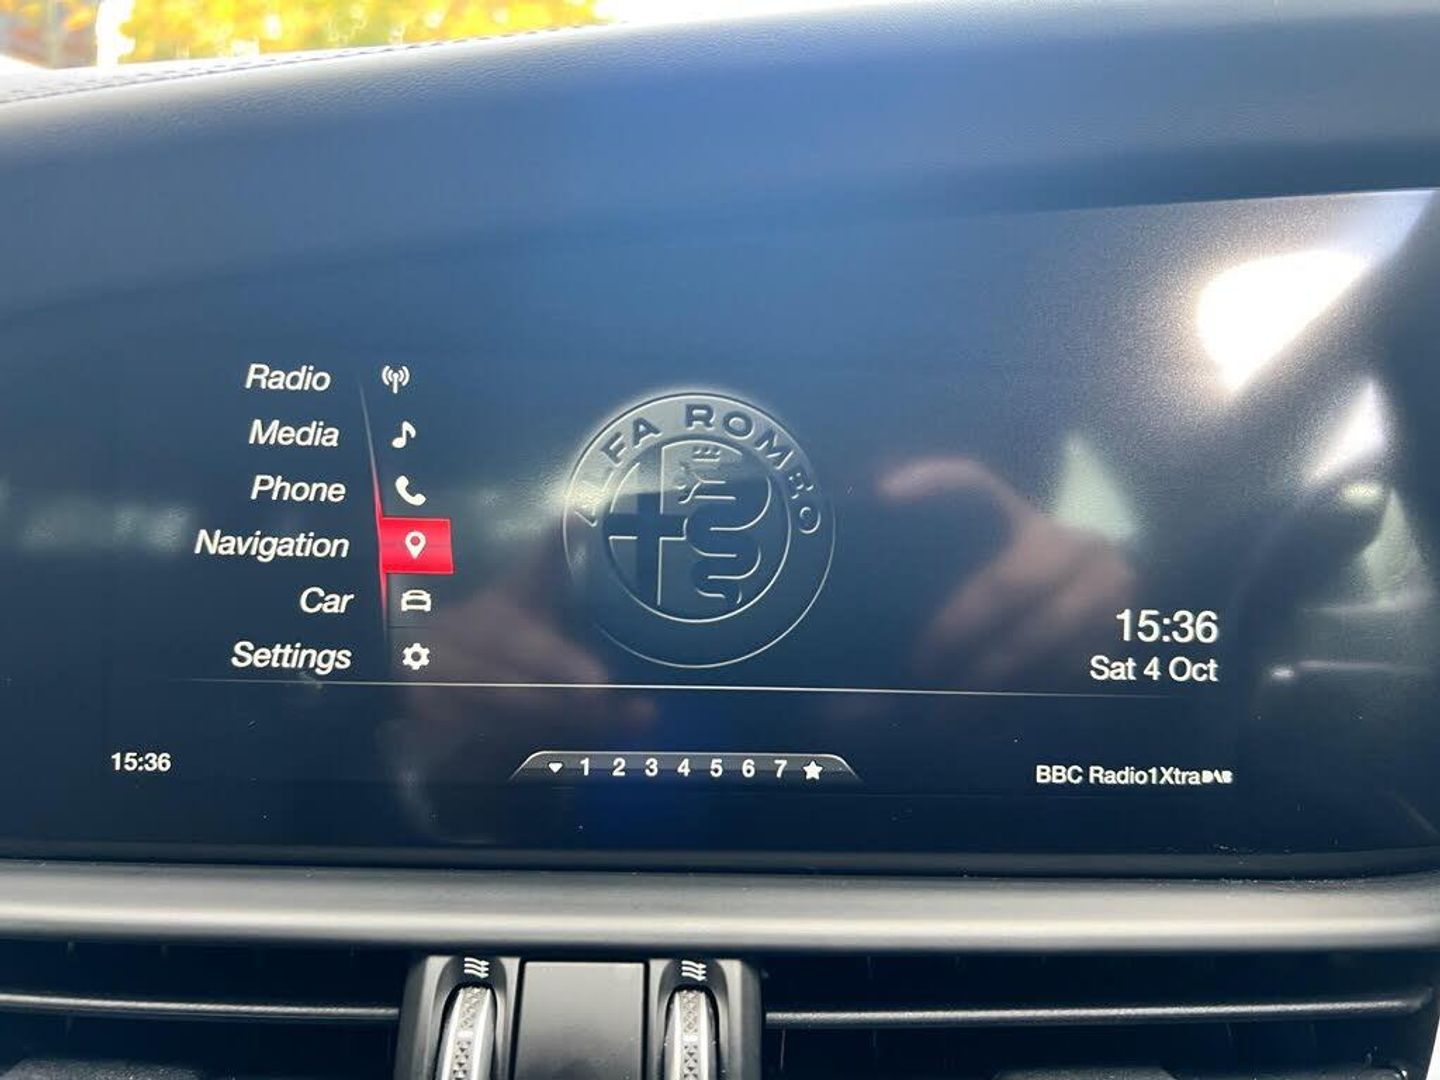 Radio
Media
Phone
Navigation
Car
Settings
ALFA ROMEO
15:36
Sat 4 Oct
15:36
1 2 3 4 5 6 7
BBC Radio1Xtra DAB